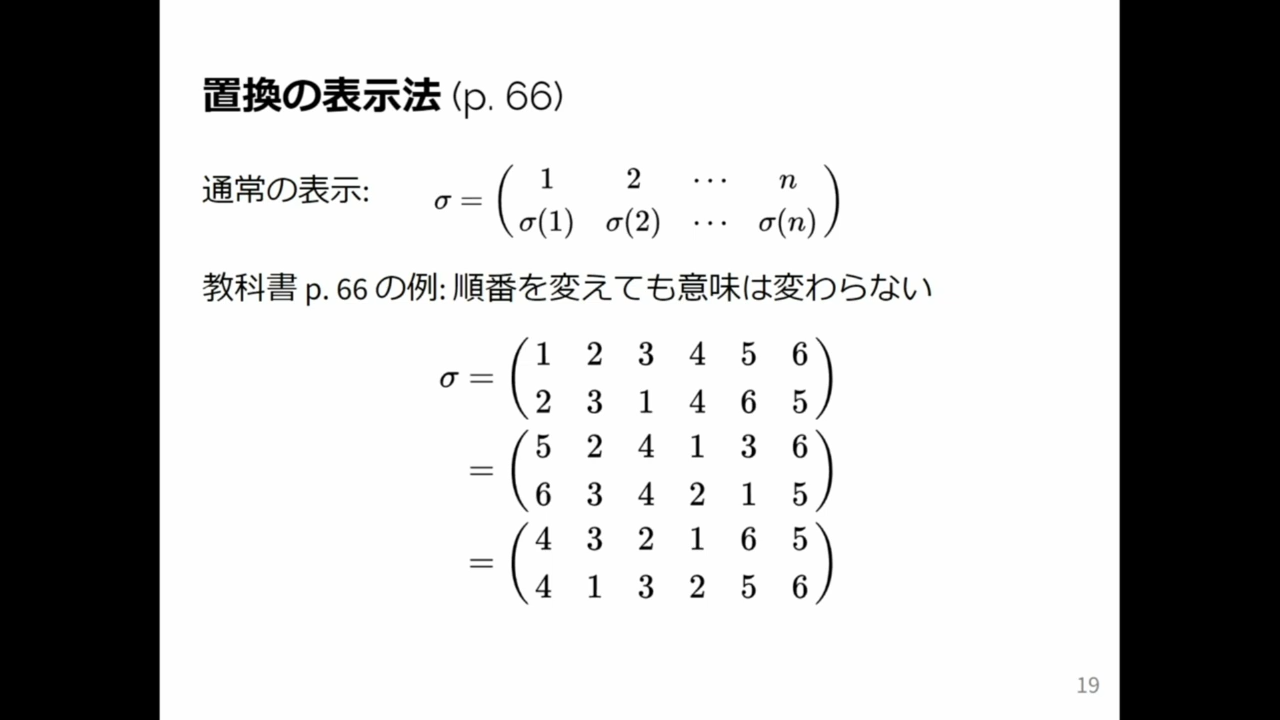 置換の表示法 (p. 66)
通常の表示: σ = ( 1 2 ⋯ n
σ(1) σ(2) ⋯ σ(n) )
教科書 p. 66 の例: 順番を変えても意味は変わらない
σ = ( 1 2 3 4 5 6
2 3 1 4 6 5 )
= ( 5 2 4 1 3 6
6 3 4 2 1 5 )
= ( 4 3 2 1 6 5
4 1 3 2 5 6 )
19